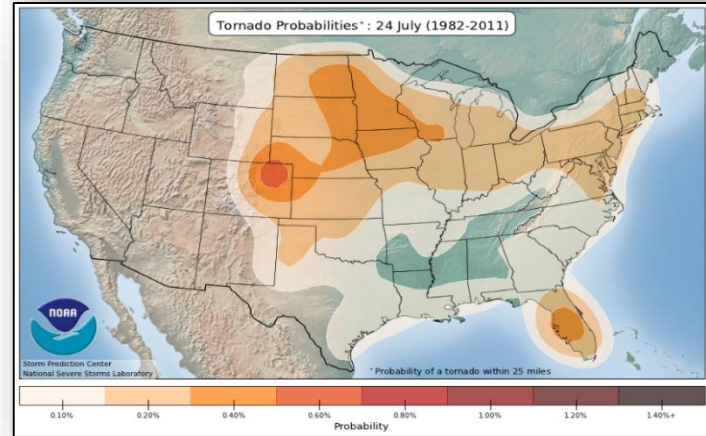 Tornado Probabilities*: 24 July (1982-2011)
NOAA
Storm Prediction Center
National Severe Storms Laboratory
*Probability of a tornado within 25 miles
0.10% 0.20% 0.40% 0.60% 0.80% 1.00% 1.20% 1.40%+
Probability